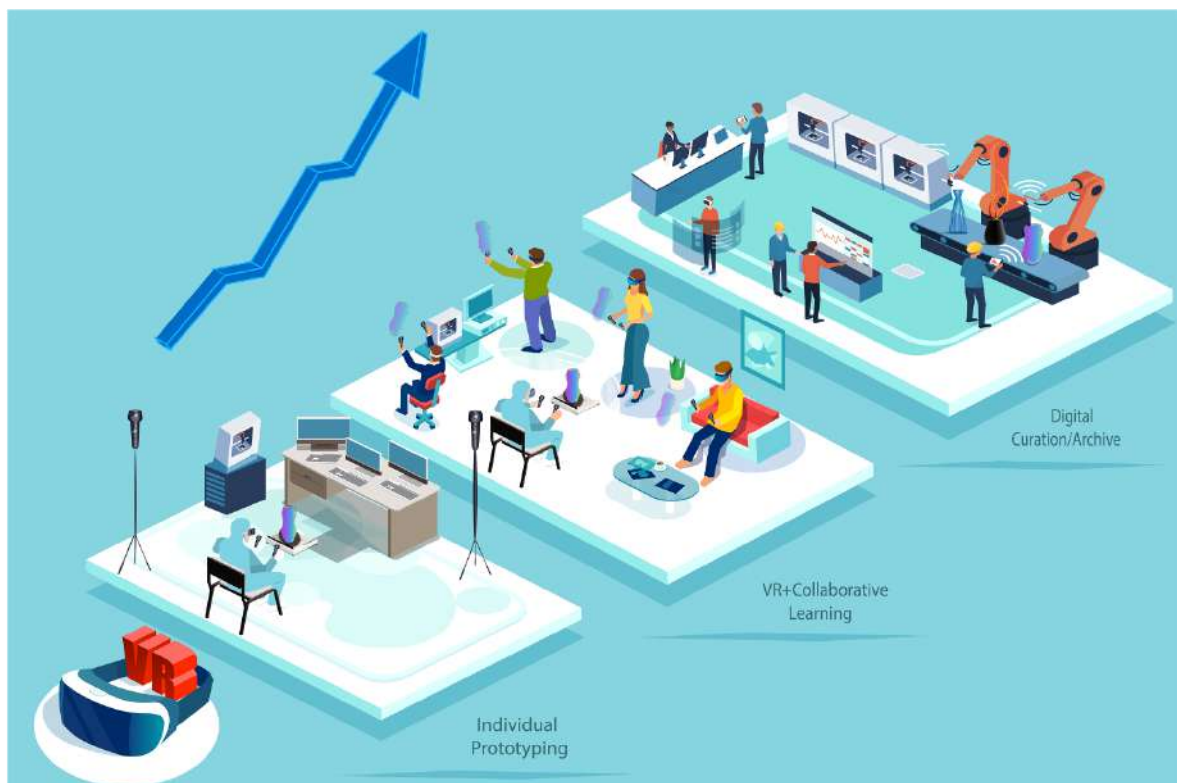 Digital
Curation/Archive
VR+Collaborative
Learning
VR
Individual
Prototyping